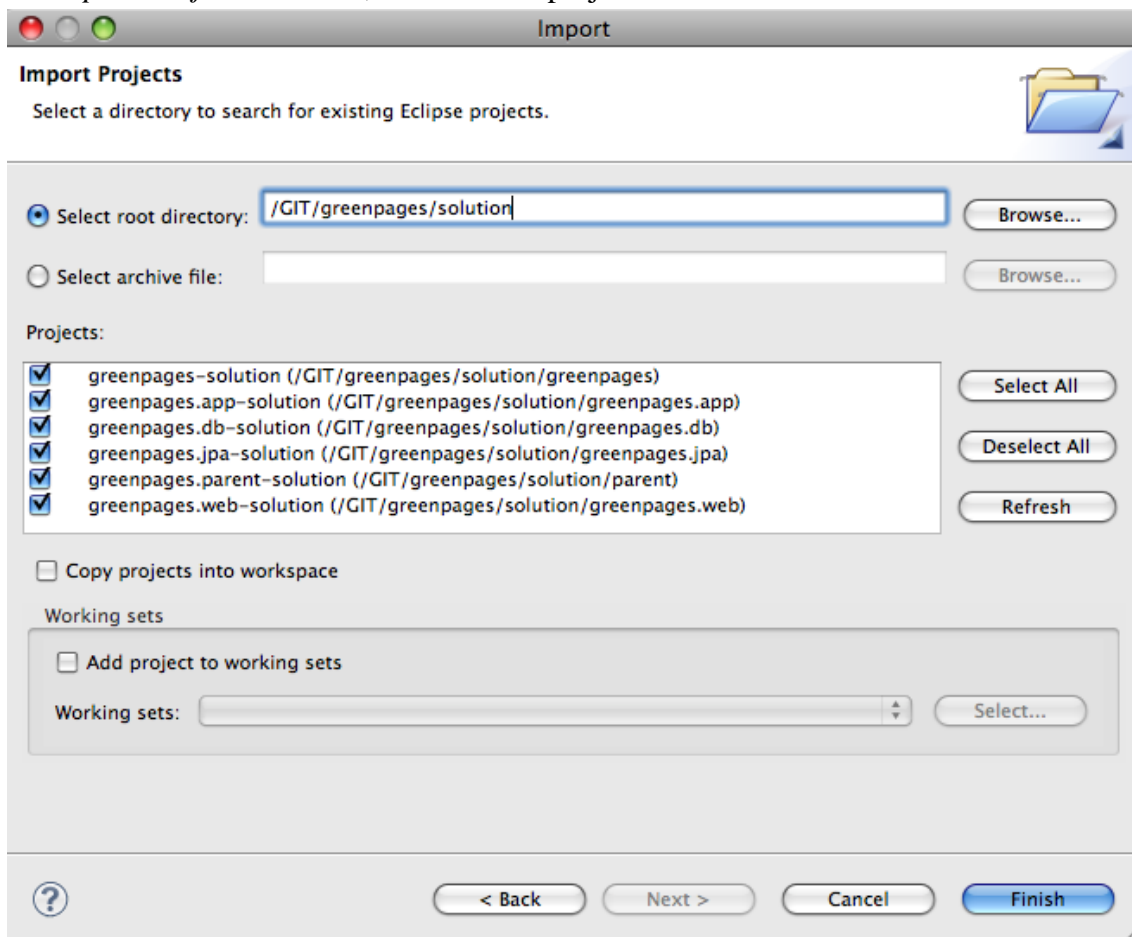 Import
Import Projects
Select a directory to search for existing Eclipse projects.
Select root directory: /GIT/greenpages/solution Browse...
Select archive file: Browse...
Projects:
greenpages-solution (/GIT/greenpages/solution/greenpages)
greenpages.app-solution (/GIT/greenpages/solution/greenpages.app)
greenpages.db-solution (/GIT/greenpages/solution/greenpages.db)
greenpages.jpa-solution (/GIT/greenpages/solution/greenpages.jpa)
greenpages.parent-solution (/GIT/greenpages/solution/parent)
greenpages.web-solution (/GIT/greenpages/solution/greenpages.web)
Select All
Deselect All
Refresh
Copy projects into workspace
Working sets
Add project to working sets
Working sets: Select...
? < Back Next > Cancel Finish